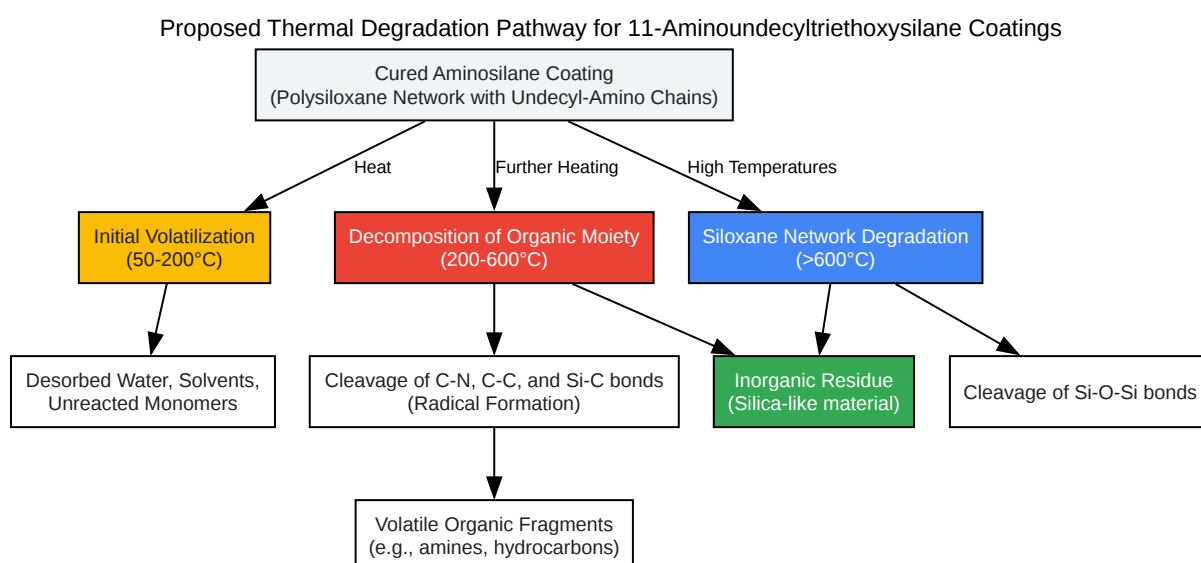 Proposed Thermal Degradation Pathway for 11-Aminoundecyltriethoxysilane Coatings
Cured Aminosilane Coating
(Polysiloxane Network with Undecyl-Amino Chains)
Heat
Further Heating
High Temperatures
Initial Volatilization
(50-200°C)
Decomposition of Organic Moiety
(200-600°C)
Siloxane Network Degradation
(>600°C)
Desorbed Water, Solvents,
Unreacted Monomers
Cleavage of C-N, C-C, and Si-C bonds
(Radical Formation)
Inorganic Residue
(Silica-like material)
Cleavage of Si-O-Si bonds
Volatile Organic Fragments
(e.g., amines, hydrocarbons)